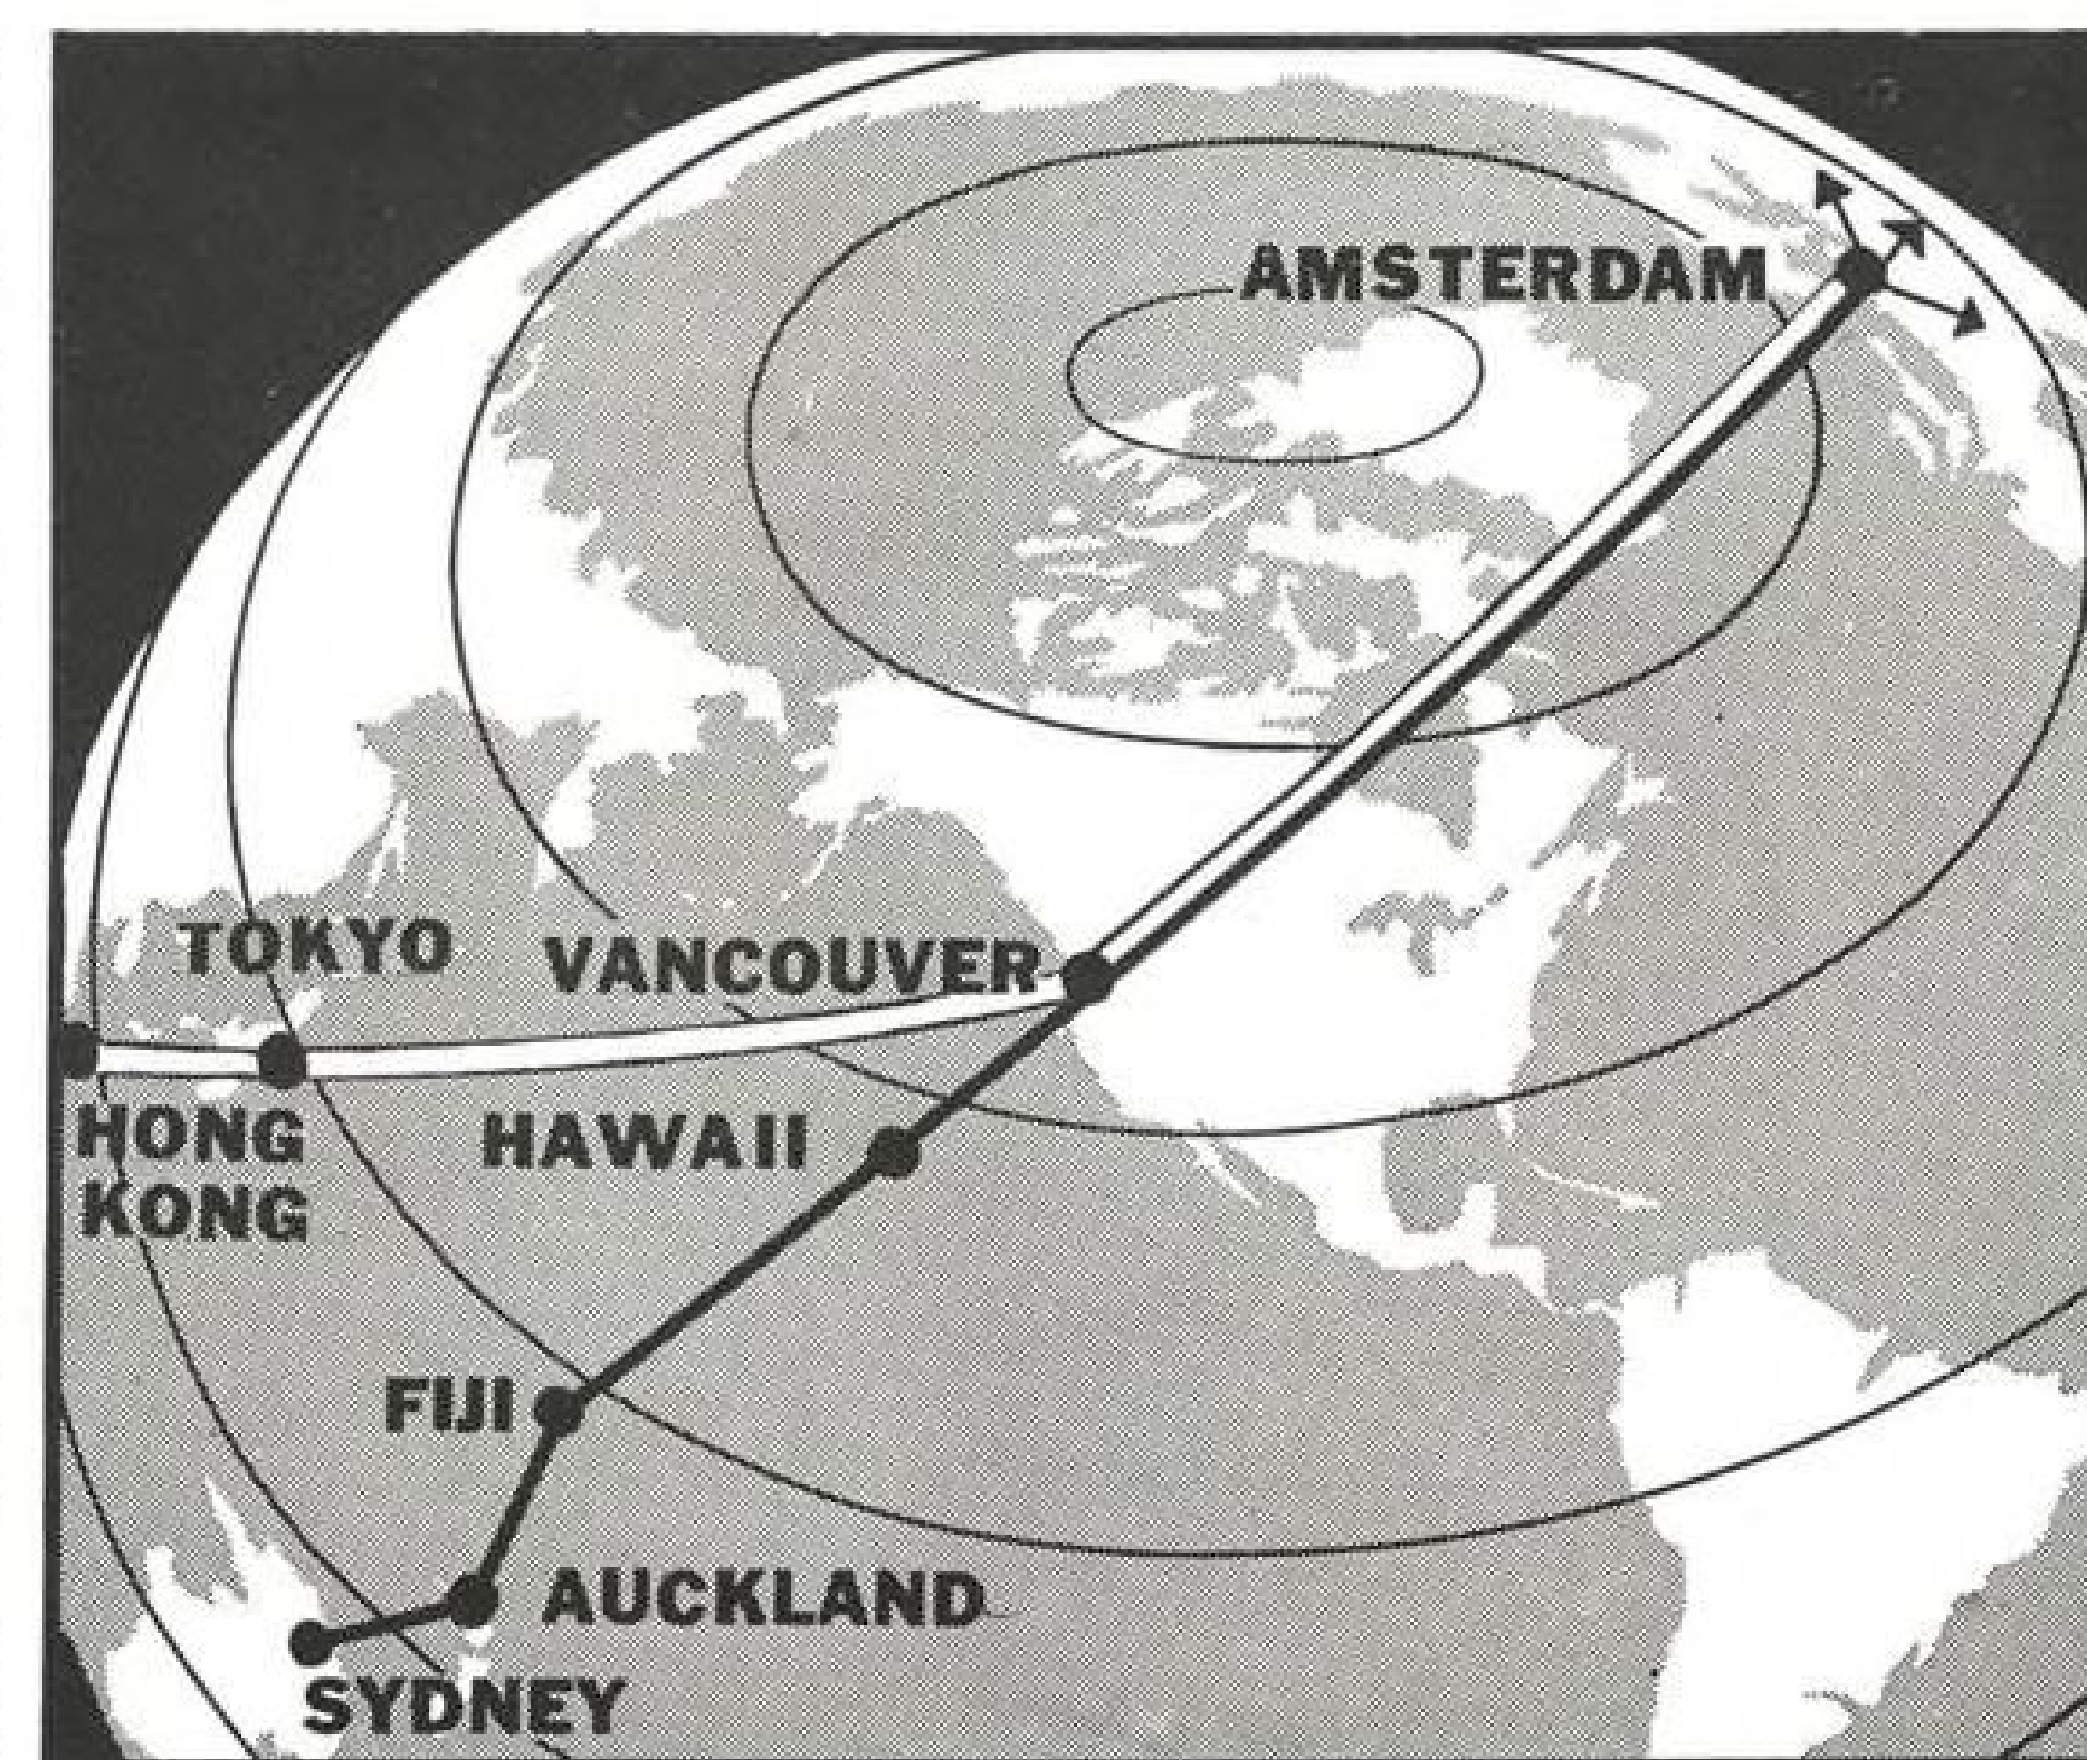 AMSTERDAM
TOKYO
VANCOUVER
HONG
KONG
HAWAII
FIJI
AUCKLAND
SYDNEY